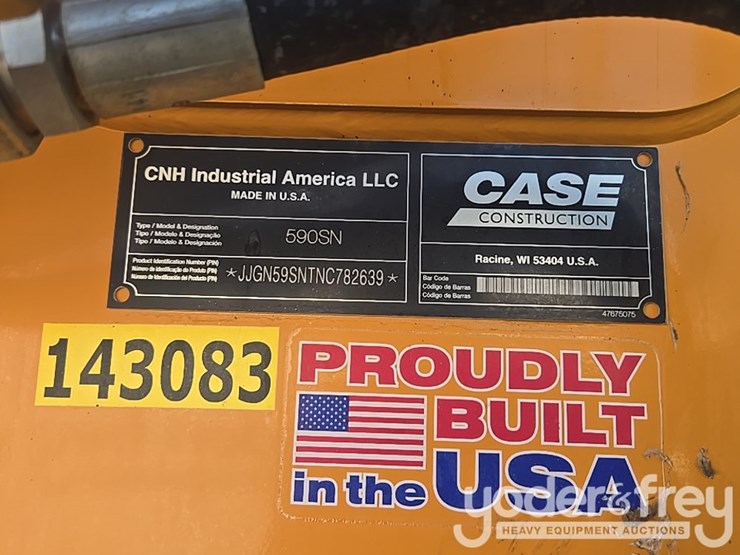 CNH Industrial America LLC
MADE IN U.S.A.
Type / Model & Designation
Tipo / Modelo & Designação
Tipo / Modelo & Designación
590SN
Product Identification Number (PIN)
Número de Identificação do Produto (PIN)
Número de Identificación del Producto (PIN)
*JJGN59SNTNC782639*
CASE
CONSTRUCTION
Racine, WI 53404 U.S.A.
Bar Code
Código de Barras
Código de Barras
47675075
143083
PROUDLY
BUILT
in the USA
yoder&frey
HEAVY EQUIPMENT AUCTIONS